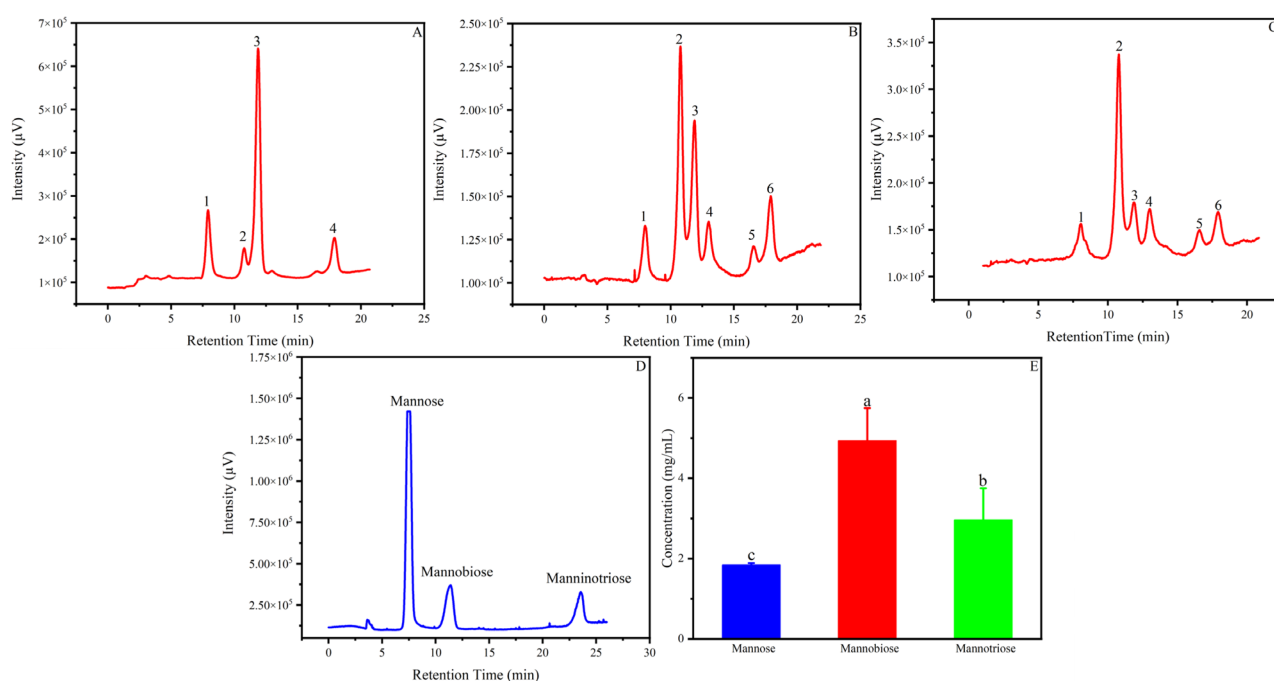 A
7×10⁵
6×10⁵
5×10⁵
4×10⁵
3×10⁵
2×10⁵
1×10⁵
Intensity (µV)
1
2
3
4
0 5 10 15 20 25
Retention Time (min)
B
2.50×10⁵
2.25×10⁵
2.00×10⁵
1.75×10⁵
1.50×10⁵
1.25×10⁵
1.00×10⁵
Intensity (µV)
1
2
3
4
5
6
0 5 10 15 20 25
Retention Time (min)
C
3.5×10⁵
3.0×10⁵
2.5×10⁵
2.0×10⁵
1.5×10⁵
1.0×10⁵
Intensity (µV)
1
2
3
4
5
6
0 5 10 15 20
RetentionTime (min)
D
1.75×10⁶
1.50×10⁶
1.25×10⁶
1.00×10⁶
7.50×10⁵
5.00×10⁵
2.50×10⁵
Intensity (µV)
Mannose
Mannobiose
Manninotriose
0 5 10 15 20 25 30
Retention Time (min)
E
6
4
2
0
Concentration (mg/mL)
c
a
b
Mannose Mannobiose Mannotriose